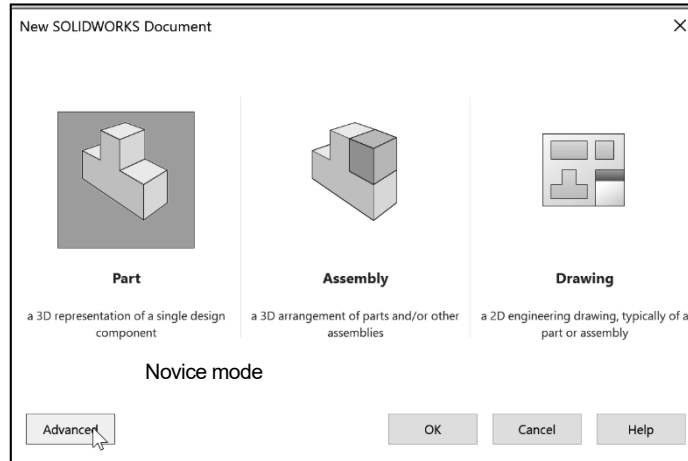 New SOLIDWORKS Document
Part
a 3D representation of a single design
component
Assembly
a 3D arrangement of parts and/or other
assemblies
Drawing
a 2D engineering drawing, typically of a
part or assembly
Novice mode
Advanced
OK
Cancel
Help